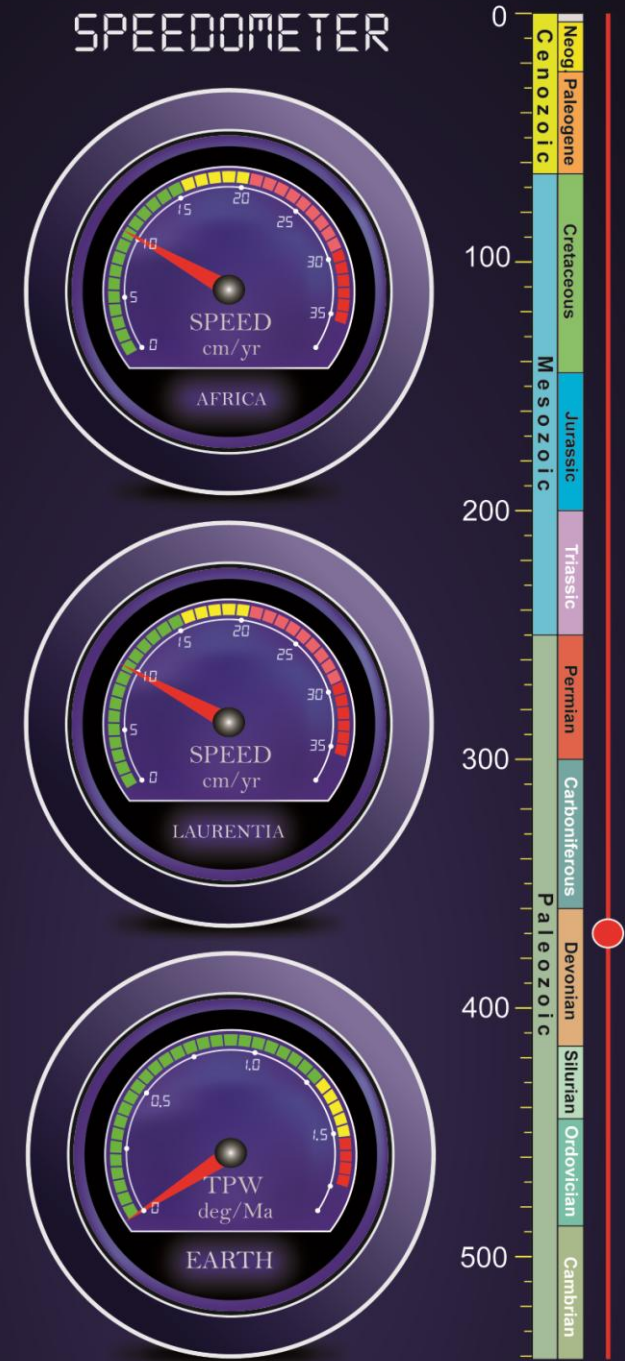 SPEEDOMETER
0
5
10
15
20
25
30
35
SPEED
cm/yr
AFRICA
0
5
10
15
20
25
30
35
SPEED
cm/yr
LAURENTIA
0
0.5
1.0
1.5
TPW
deg/Ma
EARTH
0
100
200
300
400
500
Cenozoic
Mesozoic
Paleozoic
Neog.
Paleogene
Cretaceous
Jurassic
Triassic
Permian
Carboniferous
Devonian
Silurian
Ordovician
Cambrian